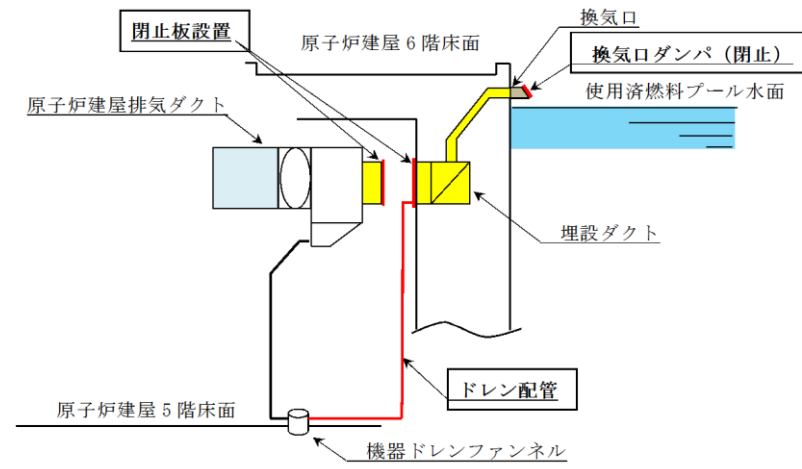 換気口
閉止板設置
原子炉建屋6階床面
換気口ダンパ（閉止）
使用済燃料プール水面
原子炉建屋排気ダクト
埋設ダクト
ドレン配管
原子炉建屋5階床面
機器ドレンファンネル